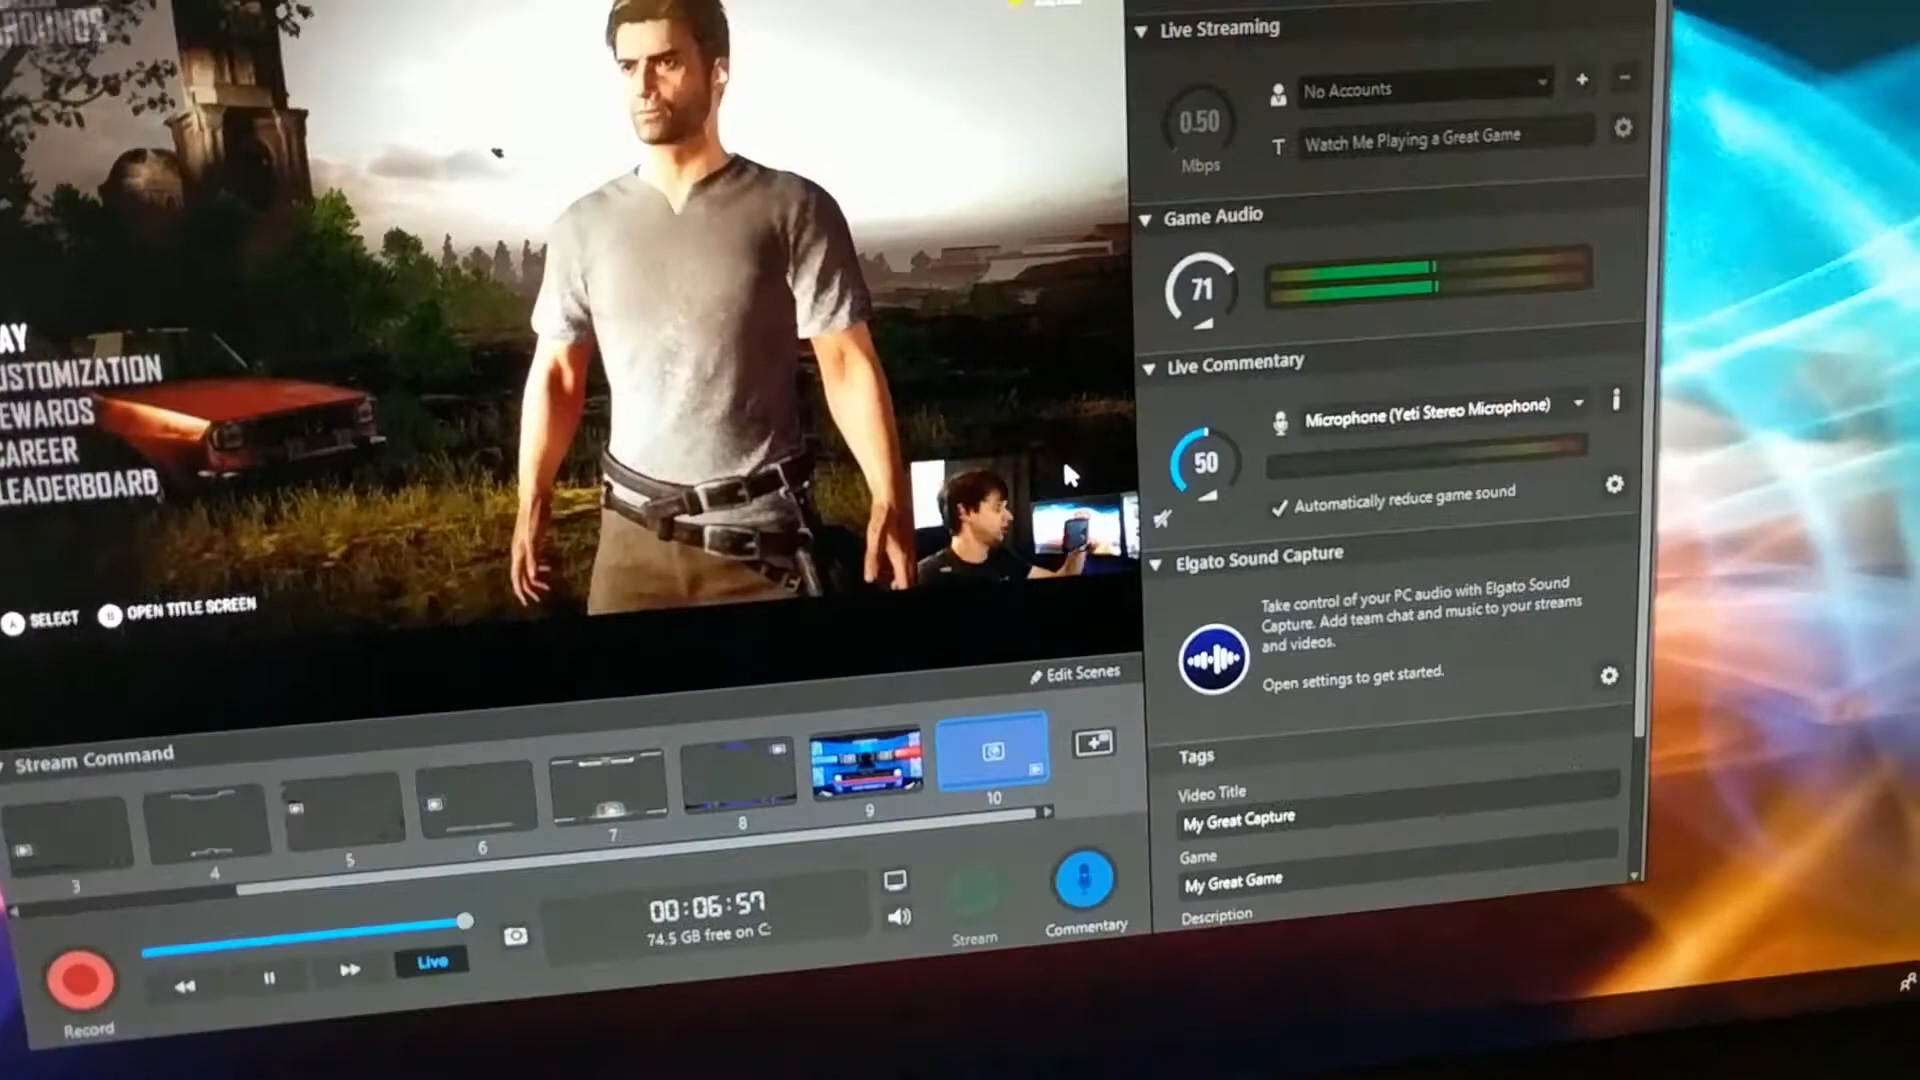 ROUNDS
AY
USTOMIZATION
EWARDS
CAREER
LEADERBOARD
A SELECT B OPEN TITLE SCREEN
Edit Scenes
Stream Command
3
4
5
6
7
8
9
10
00:06:57
74.5 GB free on C:
Live
Record
Stream
Commentary
Live Streaming
0.50
Mbps
No Accounts
T
Watch Me Playing a Great Game
Game Audio
71
Live Commentary
Microphone (Yeti Stereo Microphone)
50
Automatically reduce game sound
Elgato Sound Capture
Take control of your PC audio with Elgato Sound
Capture. Add team chat and music to your streams
and videos.
Open settings to get started.
Tags
Video Title
My Great Capture
Game
My Great Game
Description